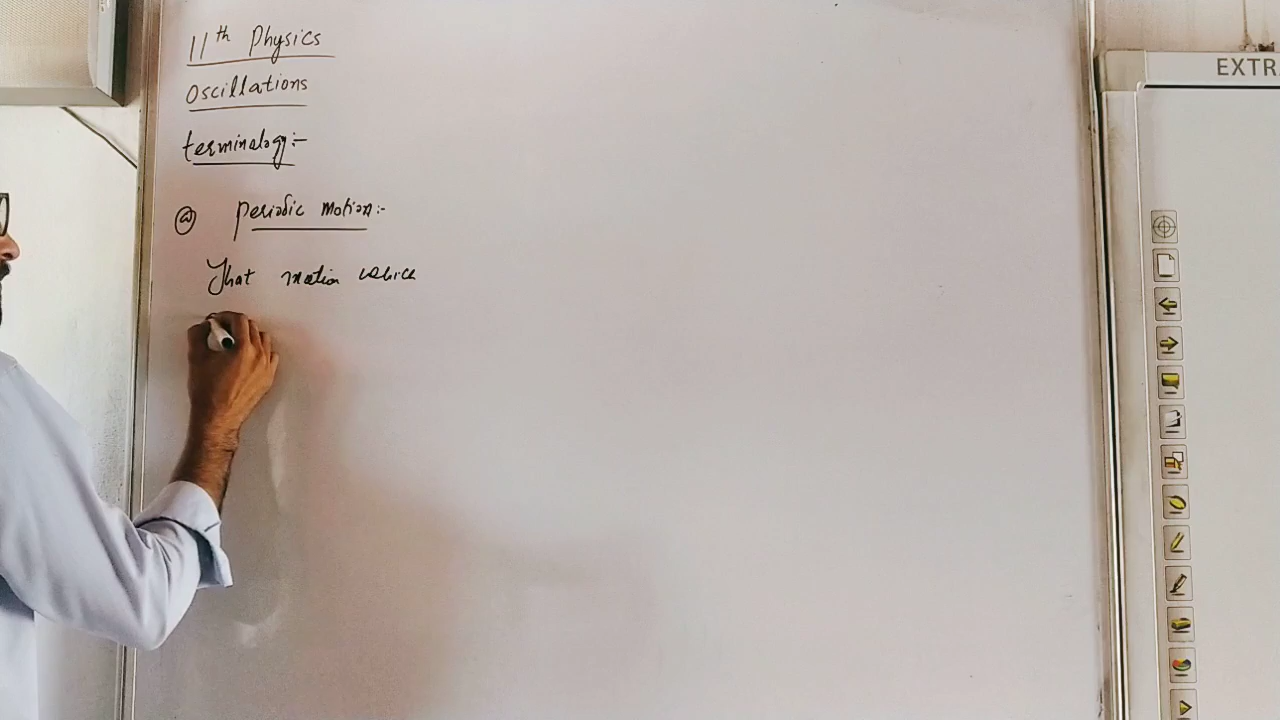 11th Physics
Oscillations
terminology:-
@ periodic motion:-
That motion which
EXTR